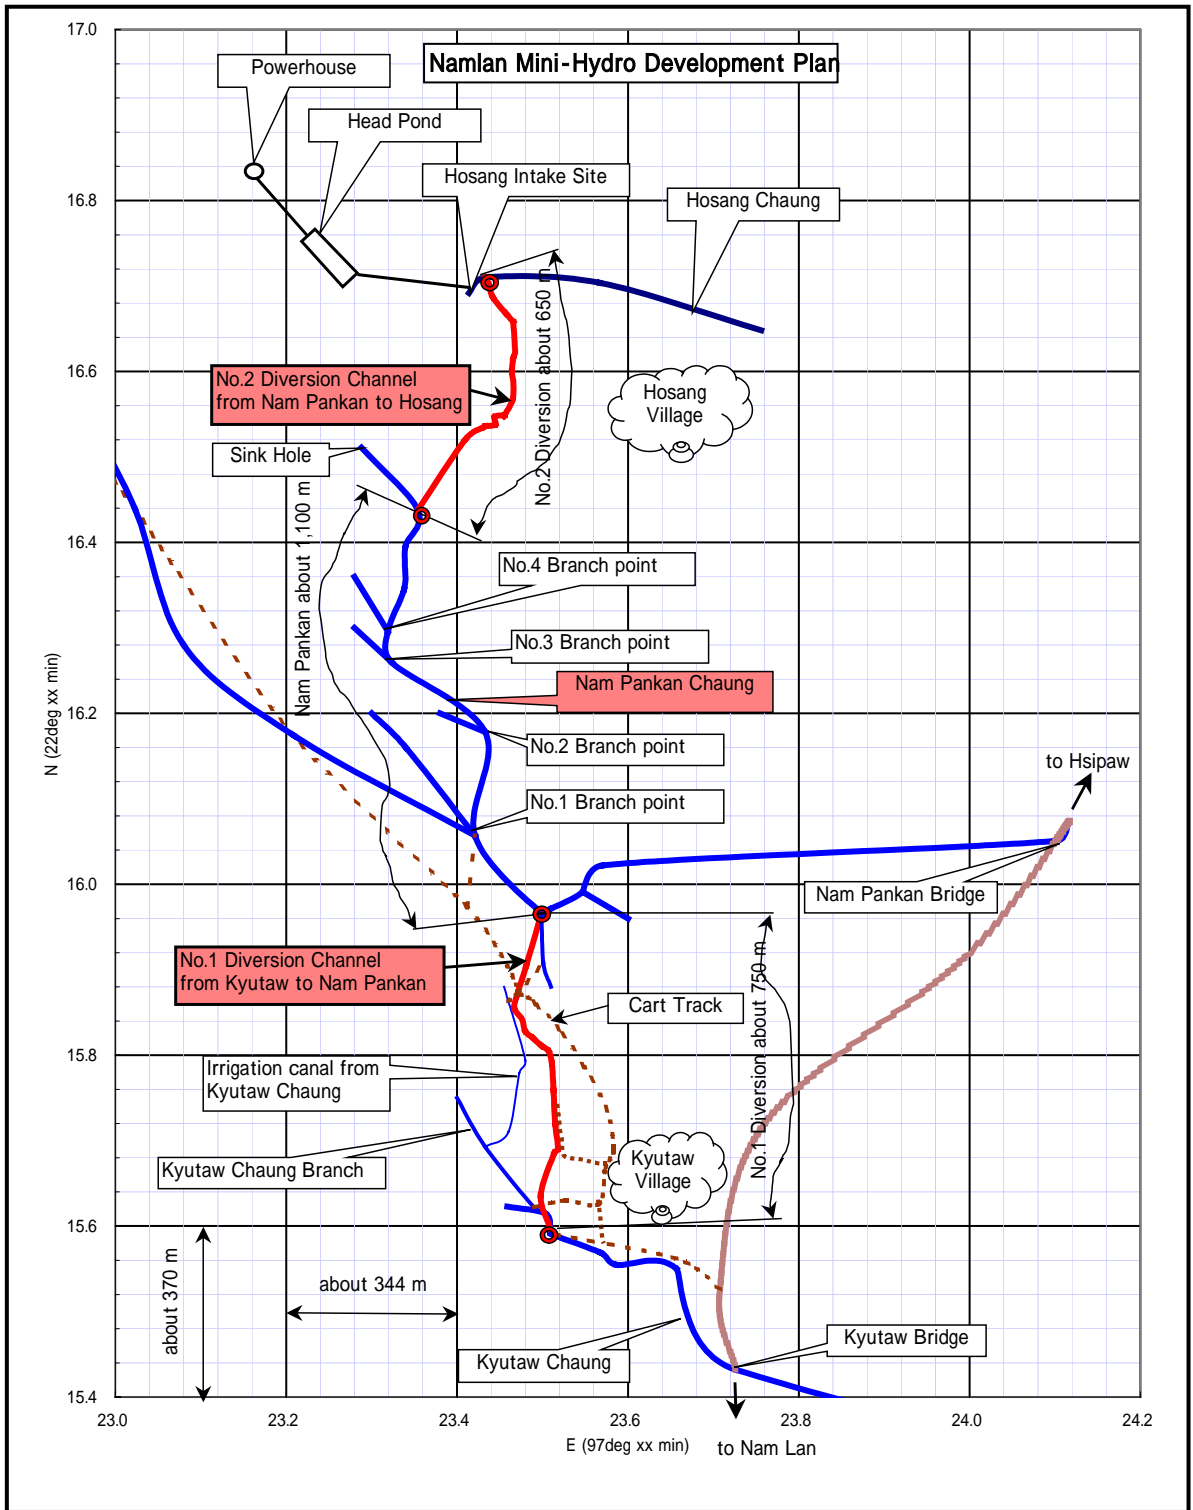 17.0
Namlan Mini-Hydro Development Plan
Powerhouse
Head Pond
Hosang Intake Site
Hosang Chaung
16.8
No.2 Diversion about 650 m
16.6
No.2 Diversion Channel
from Nam Pankan to Hosang
Hosang
Village
Sink Hole
Nam Pankan about 1,100 m
16.4
No.4 Branch point
No.3 Branch point
Nam Pankan Chaung
16.2
No.2 Branch point
N (22deg xx min)
to Hsipaw
No.1 Branch point
16.0
Nam Pankan Bridge
No.1 Diversion Channel
from Kyutaw to Nam Pankan
No.1 Diversion about 750 m
Cart Track
15.8
Irrigation canal from
Kyutaw Chaung
Kyutaw Chaung Branch
Kyutaw
Village
15.6
about 370 m
about 344 m
Kyutaw Bridge
Kyutaw Chaung
15.4
23.0
23.2
23.4
23.6
23.8
24.0
24.2
E (97deg xx min)
to Nam Lan